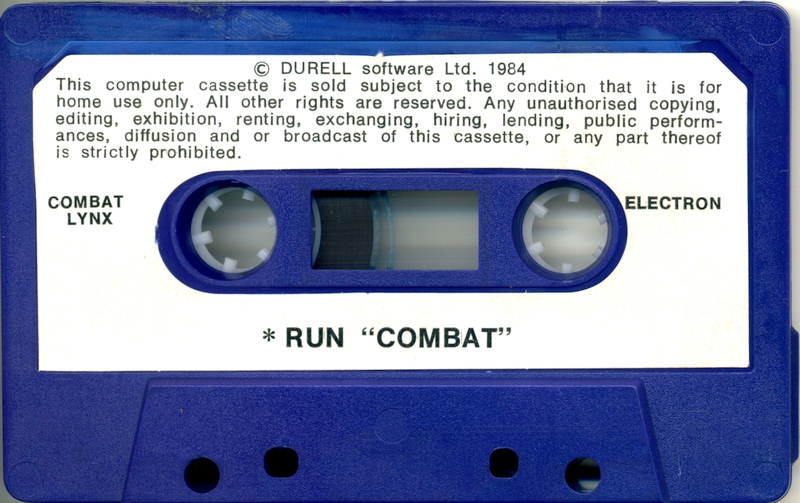 © DURELL software Ltd. 1984
This computer cassette is sold subject to the condition that it is for
home use only. All other rights are reserved. Any unauthorised copying,
editing, exhibition, renting, exchanging, hiring, lending, public perform-
ances, diffusion and or broadcast of this cassette, or any part thereof
is strictly prohibited.
COMBAT
LYNX
ELECTRON
* RUN “COMBAT”